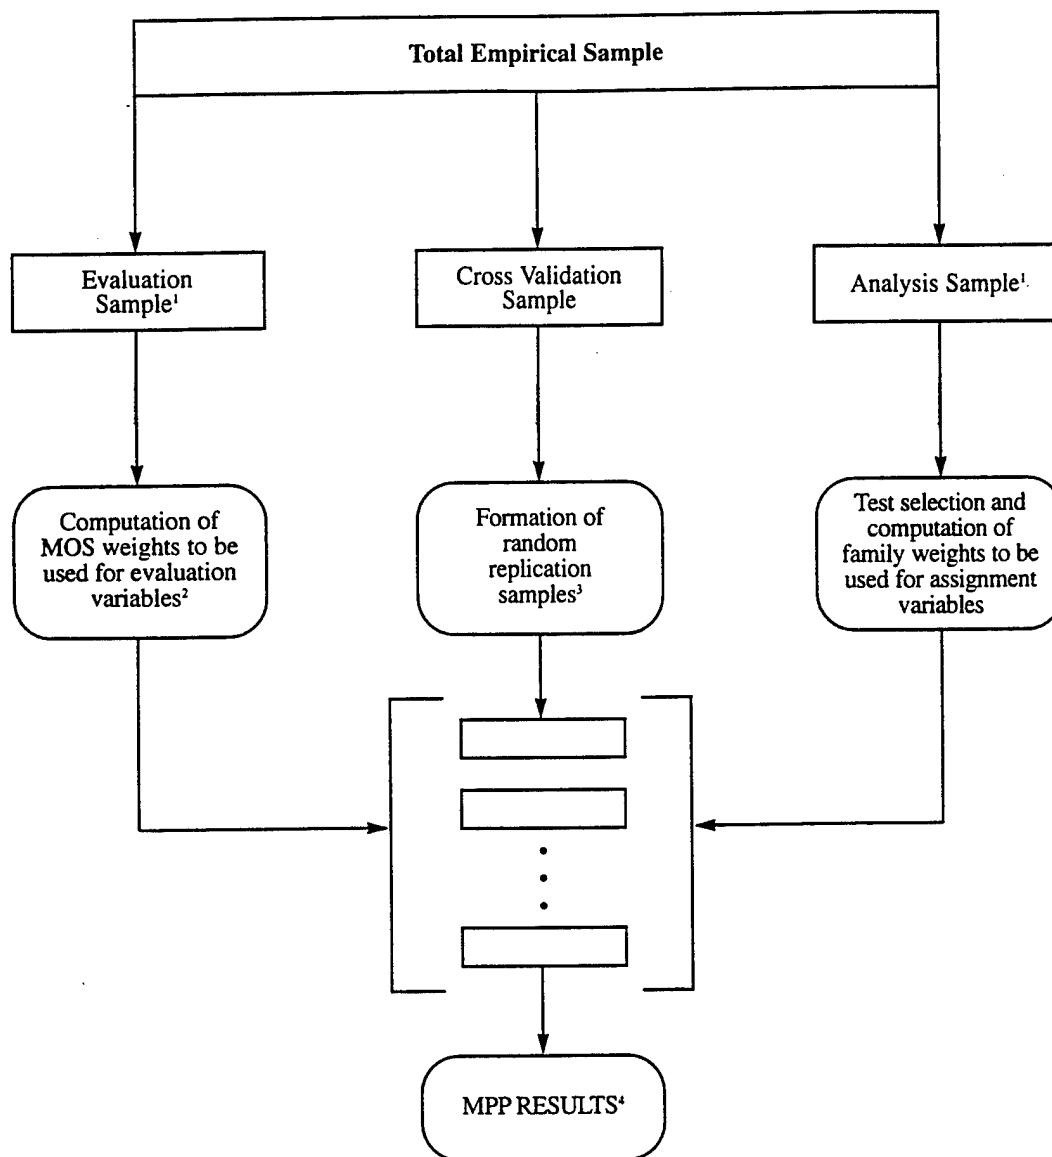 Total Empirical Sample
Evaluation
Sample¹
Cross Validation
Sample
Analysis Sample¹
Computation of
MOS weights to be
used for evaluation
variables²
Formation of
random
replication
samples³
Test selection and
computation of
family weights to be
used for assignment
variables
MPP RESULTS⁴